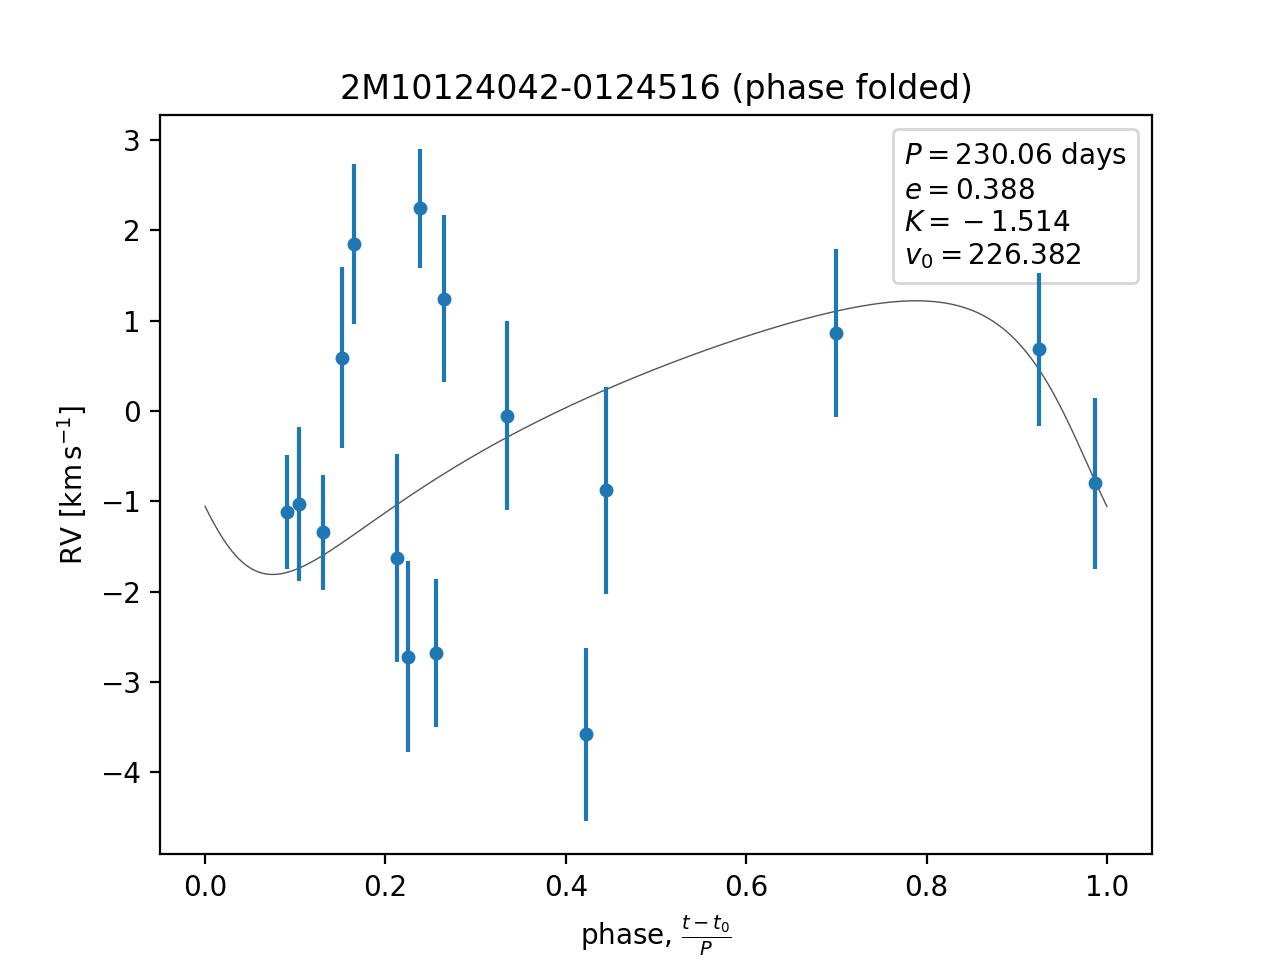 2M10124042-0124516 (phase folded)
P = 230.06 days
e = 0.388
K = −1.514
v₀ = 226.382
3
2
1
0
−1
−2
−3
−4
RV [km s⁻¹]
0.0 0.2 0.4 0.6 0.8 1.0
phase, (t − t₀)/P